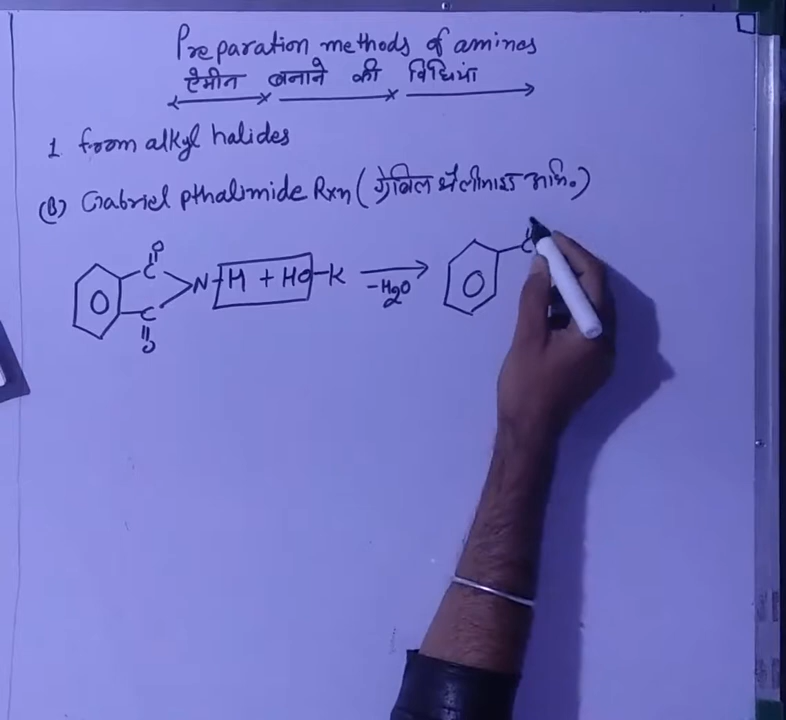 Preparation methods of amines
ऐमीन बनाने की विधियां
1 from alkyl halides
(B) Gabriel pthalimide Rxn (ग्रेबिल थैलीमाइड अभि०)
O
C
N-H + HO-K
-H2O
C
O
C